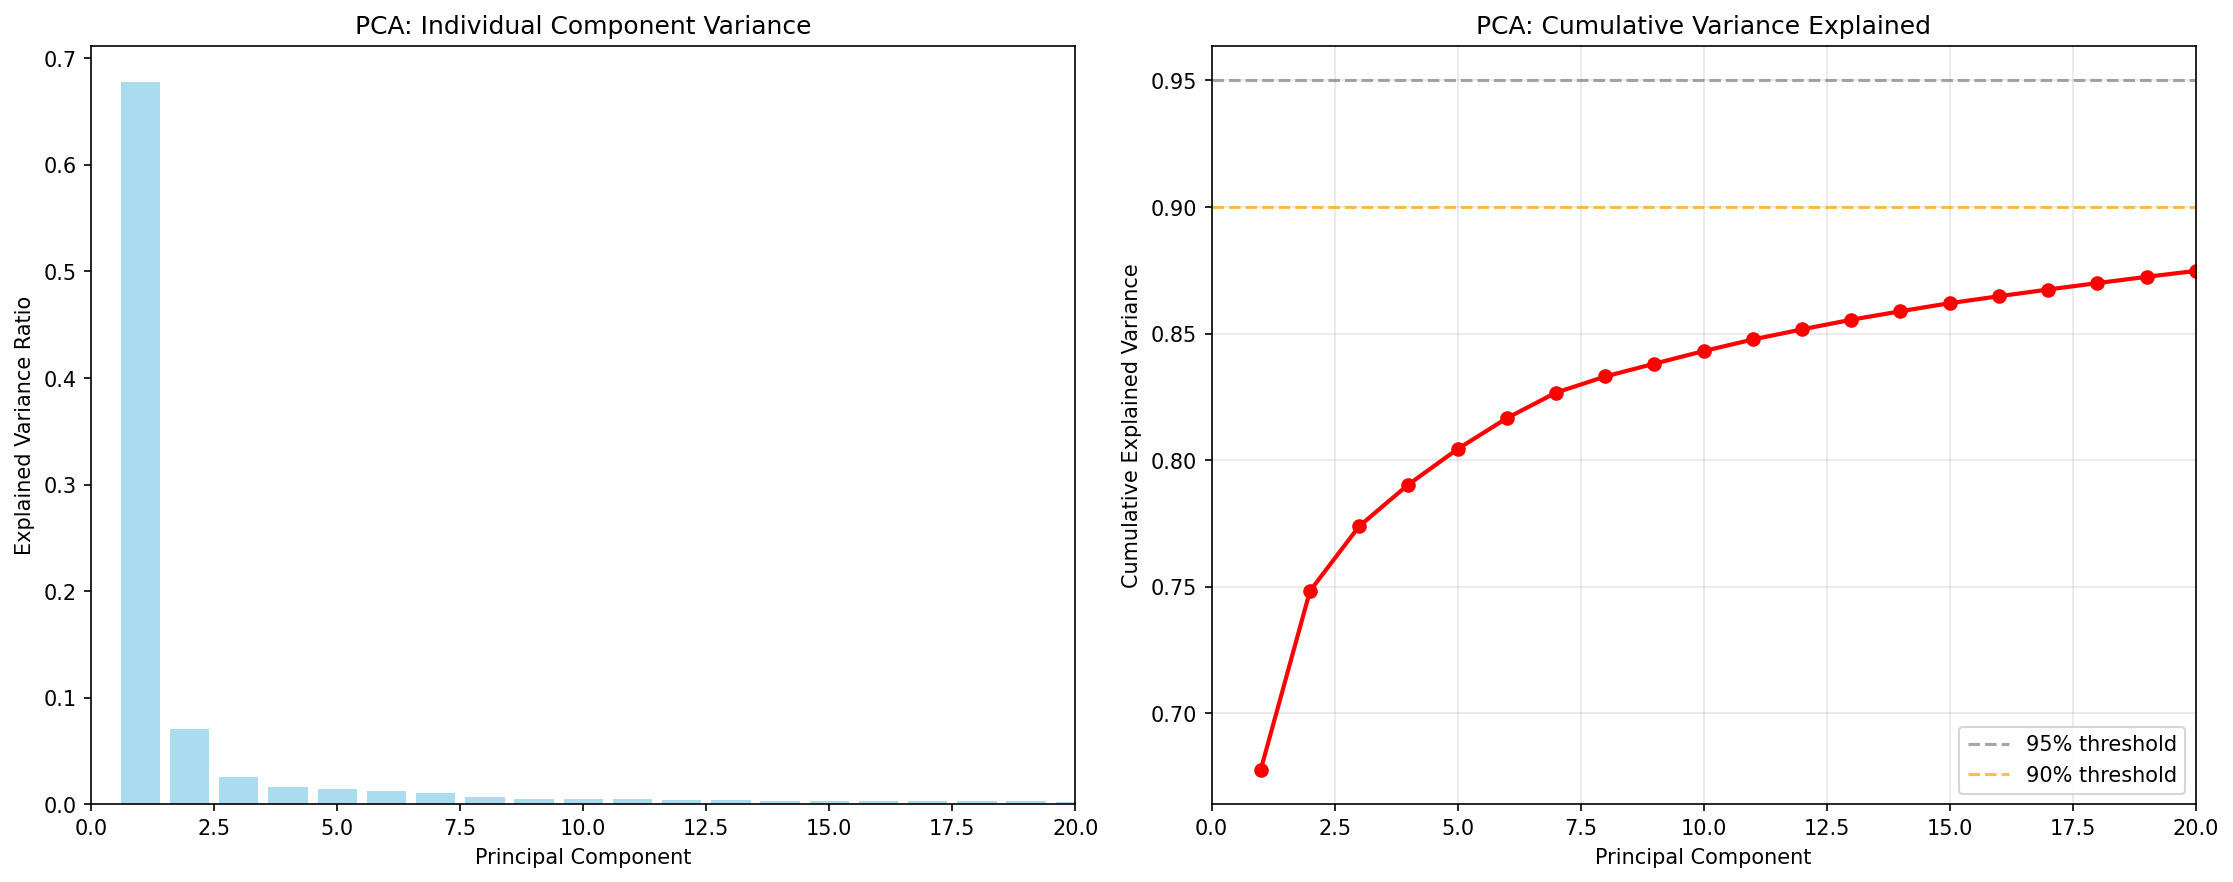 PCA: Individual Component Variance
Explained Variance Ratio
0.7
0.6
0.5
0.4
0.3
0.2
0.1
0.0
0.0 2.5 5.0 7.5 10.0 12.5 15.0 17.5 20.0
Principal Component
PCA: Cumulative Variance Explained
Cumulative Explained Variance
0.95
0.90
0.85
0.80
0.75
0.70
95% threshold
90% threshold
0.0 2.5 5.0 7.5 10.0 12.5 15.0 17.5 20.0
Principal Component